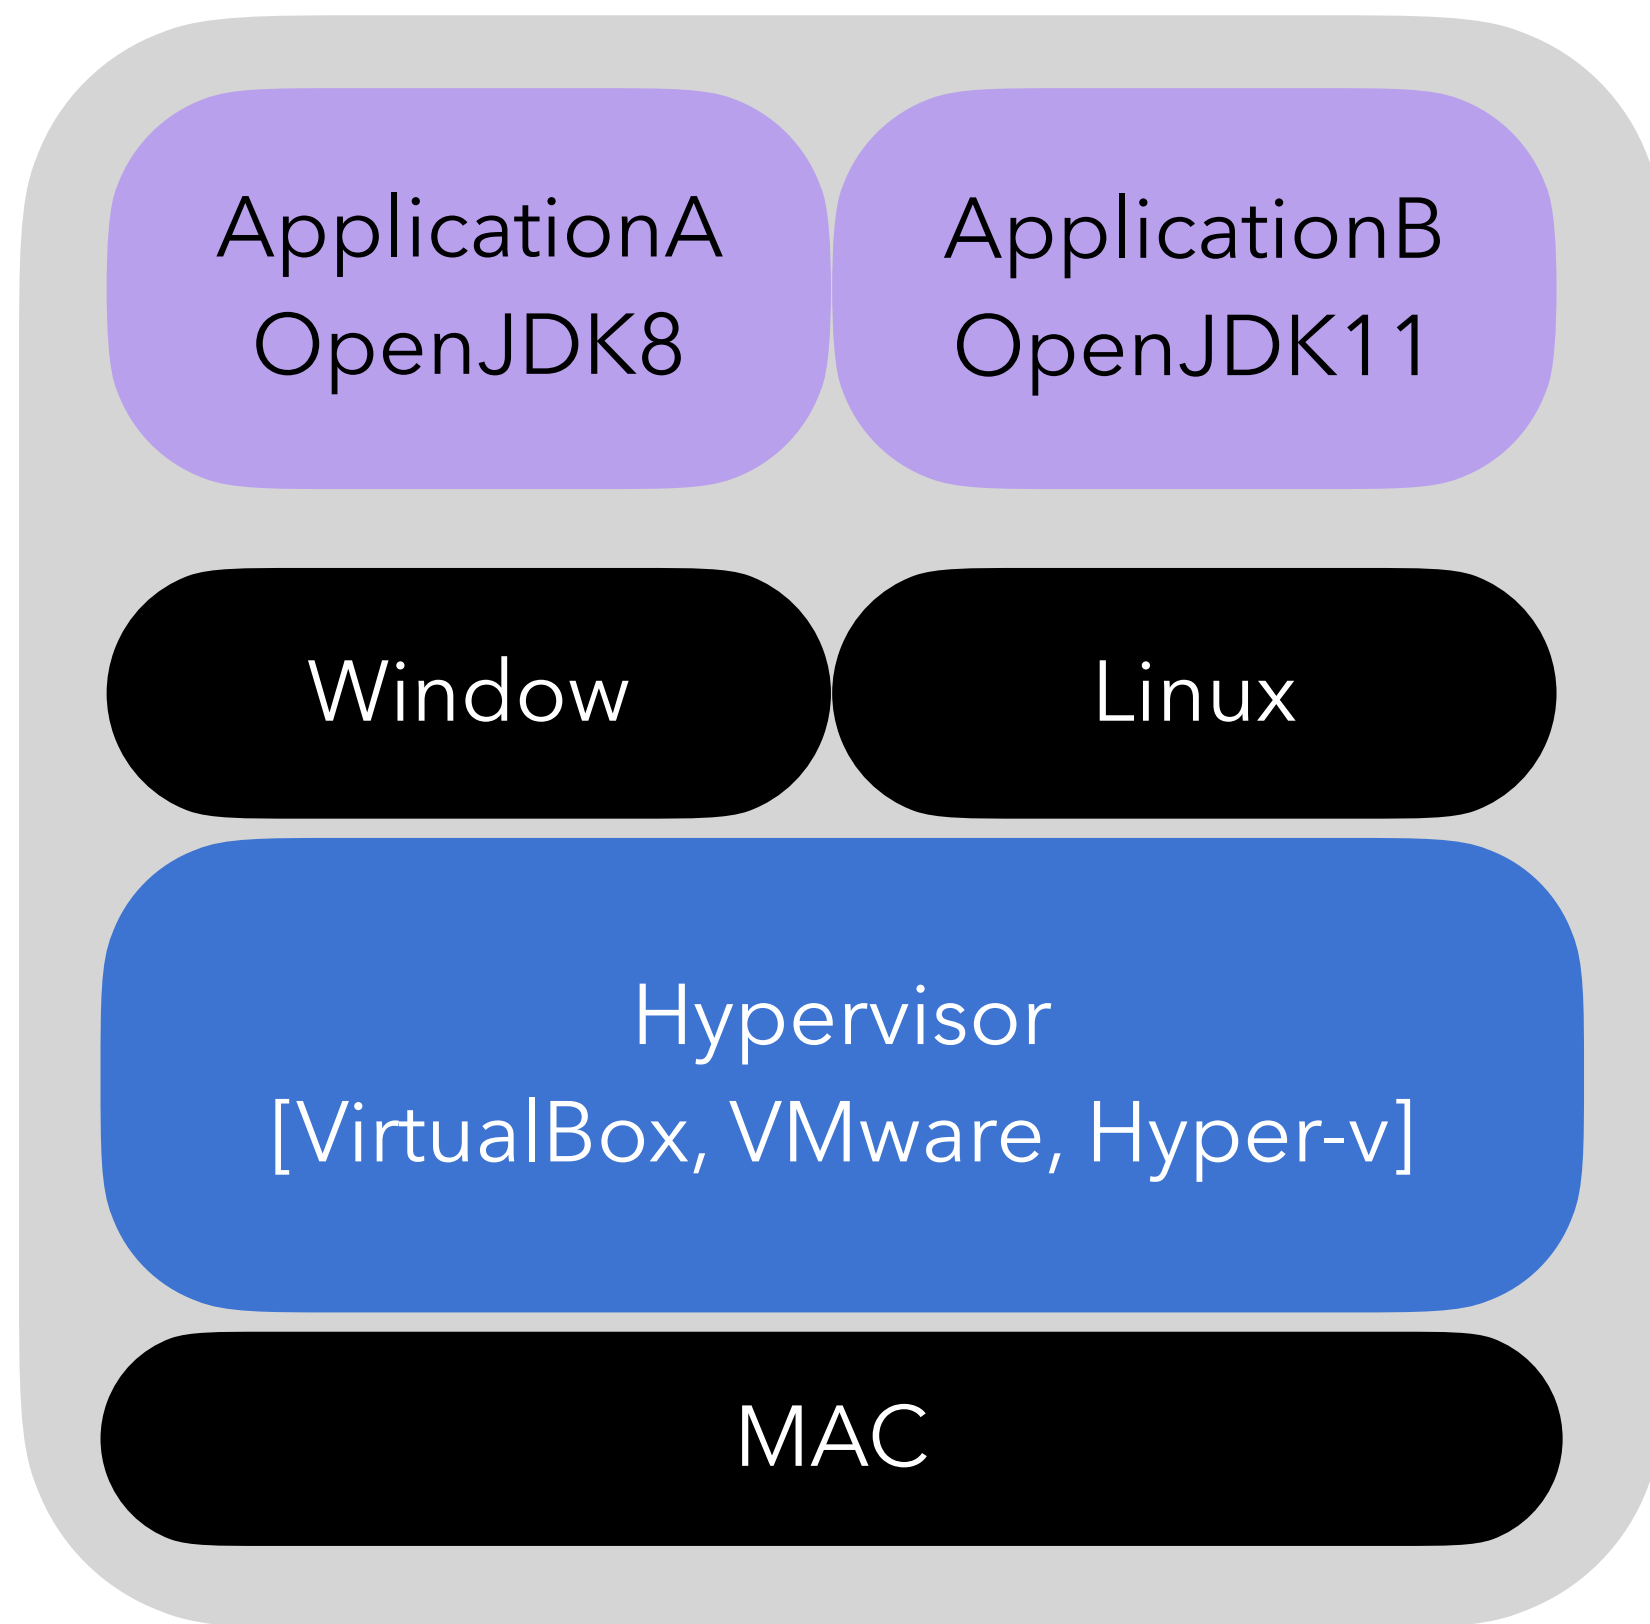 ApplicationA
OpenJDK8
ApplicationB
OpenJDK11
Window
Linux
Hypervisor
[VirtualBox, VMware, Hyper-v]
MAC